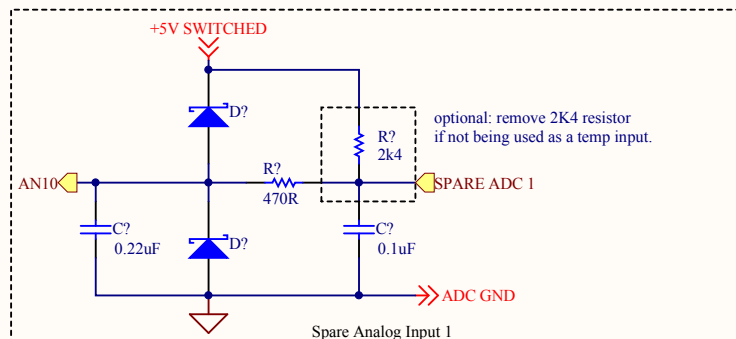 +5V SWITCHED
D?
optional: remove 2K4 resistor
if not being used as a temp input.
R?
2k4
AN10
R?
470R
SPARE ADC 1
C?
0.22uF
D?
C?
0.1uF
ADC GND
Spare Analog Input 1